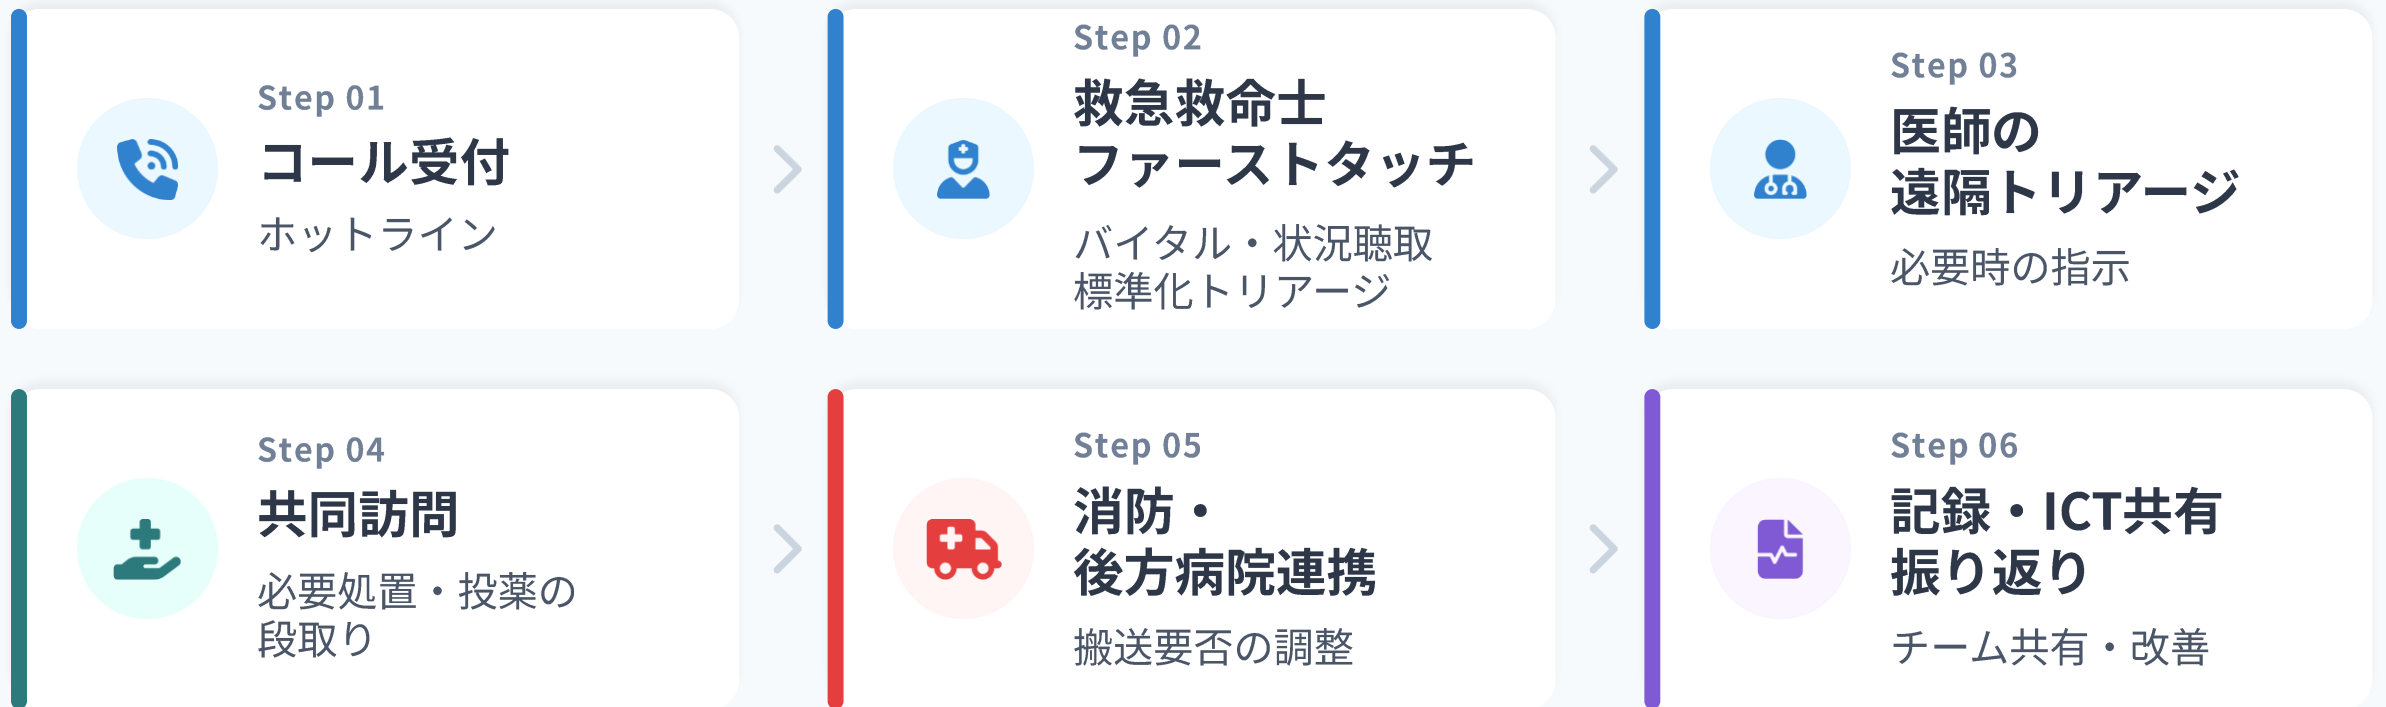 Step 01
コール受付
ホットライン
Step 02
救急救命士
ファーストタッチ
バイタル・状況聴取
標準化トリアージ
Step 03
医師の
遠隔トリアージ
必要時の指示
Step 04
共同訪問
必要処置・投薬の
段取り
Step 05
消防・
後方病院連携
搬送要否の調整
Step 06
記録・ICT共有
振り返り
チーム共有・改善